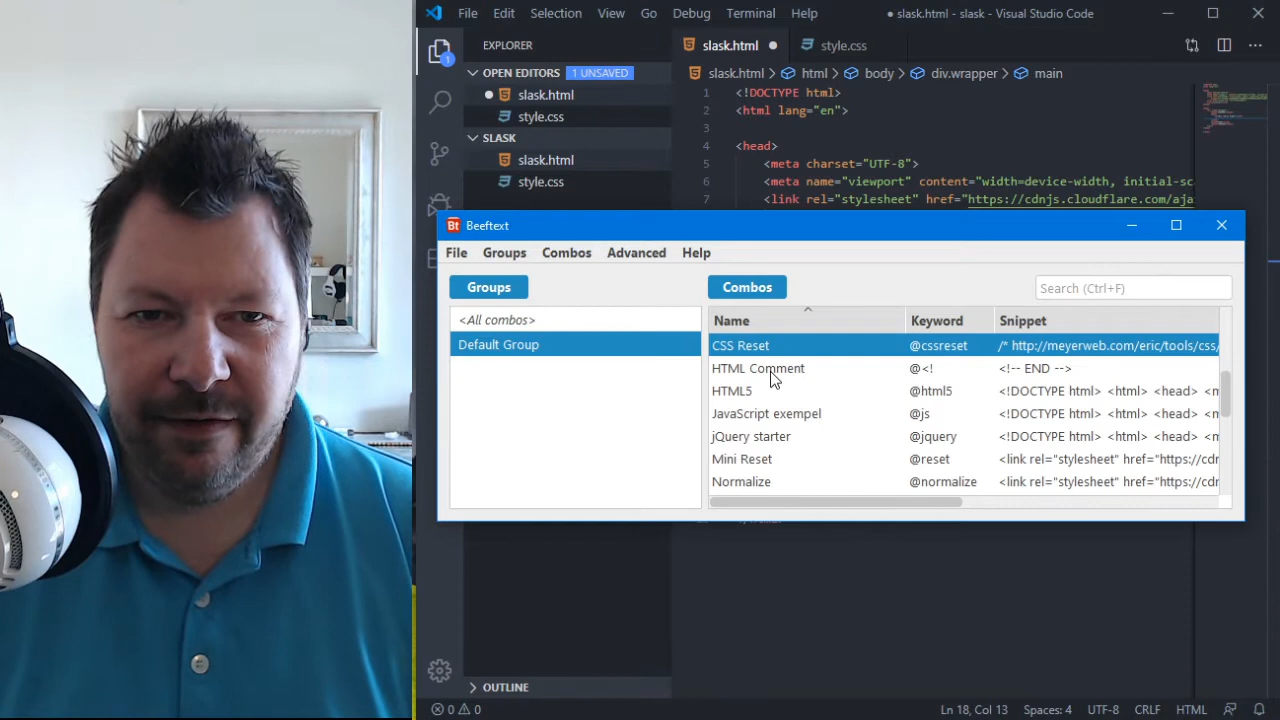 File Edit Selection View Go Debug Terminal Help
● slask.html - slask - Visual Studio Code
EXPLORER
slask.html
style.css
OPEN EDITORS 1 UNSAVED
1
slask.html > html > body > div.wrapper > main
slask.html
style.css
SLASK
slask.html
style.css
1 <!DOCTYPE html>
2 <html lang="en">
3
4 <head>
5 <meta charset="UTF-8">
6 <meta name="viewport" content="width=device-width, initial-sc
7 <link rel="stylesheet" href="https://cdnjs.cloudflare.com/aja
Bt Beeftext
File Groups Combos Advanced Help
Groups
Combos
Search (Ctrl+F)
<All combos>
Default Group
Name Keyword Snippet
CSS Reset @cssreset /* http://meyerweb.com/eric/tools/css/
HTML Comment @<! <!-- END -->
HTML5 @html5 <!DOCTYPE html> <html> <head> <m
JavaScript exempel @js <!DOCTYPE html> <html> <head> <m
jQuery starter @jquery <!DOCTYPE html> <html> <head> <m
Mini Reset @reset <link rel="stylesheet" href="https://cdn
Normalize @normalize <link rel="stylesheet" href="https://cdn
OUTLINE
0 0
Ln 18, Col 13 Spaces: 4 UTF-8 CRLF HTML